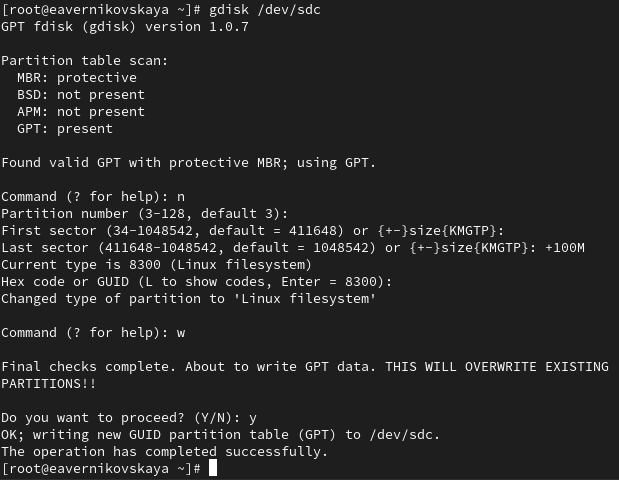 [root@eavernikovskaya ~]# gdisk /dev/sdc
GPT fdisk (gdisk) version 1.0.7
Partition table scan:
  MBR: protective
  BSD: not present
  APM: not present
  GPT: present
Found valid GPT with protective MBR; using GPT.
Command (? for help): n
Partition number (3-128, default 3):
First sector (34-1048542, default = 411648) or {+-}size{KMGTP}:
Last sector (411648-1048542, default = 1048542) or {+-}size{KMGTP}: +100M
Current type is 8300 (Linux filesystem)
Hex code or GUID (L to show codes, Enter = 8300):
Changed type of partition to 'Linux filesystem'
Command (? for help): w
Final checks complete. About to write GPT data. THIS WILL OVERWRITE EXISTING
PARTITIONS!!
Do you want to proceed? (Y/N): y
OK; writing new GUID partition table (GPT) to /dev/sdc.
The operation has completed successfully.
[root@eavernikovskaya ~]#